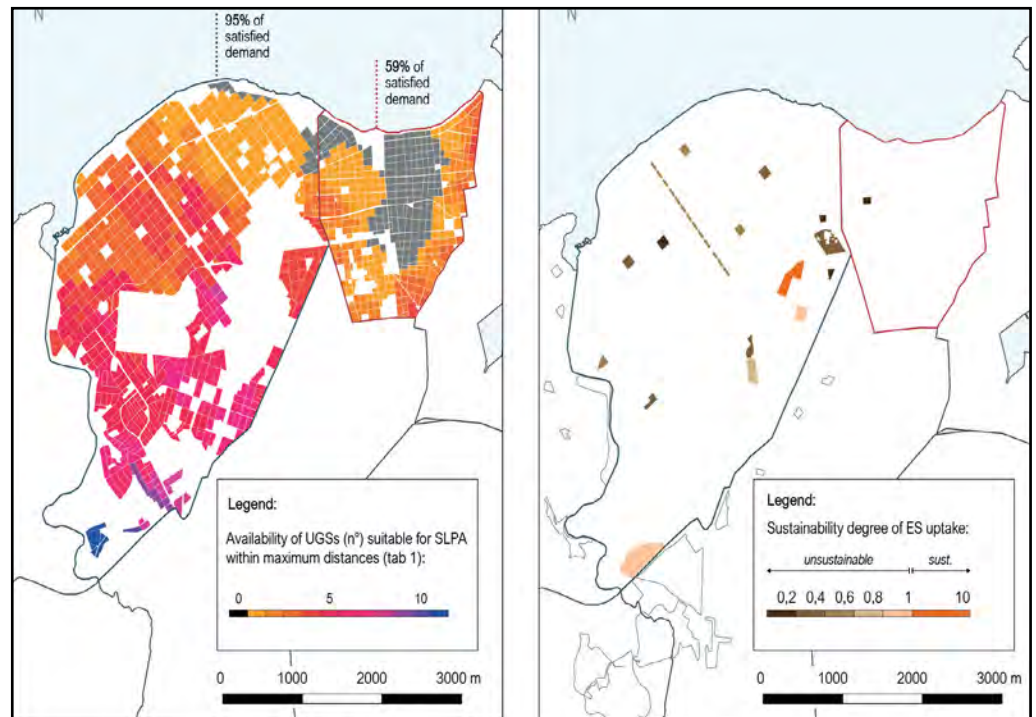 N
95% of
satisfied
demand
59% of
satisfied
demand
Legend:
Availability of UGSs (n°) suitable for SLPA
within maximum distances (tab 1):
0 5 10
0 1000 2000 3000 m
N
Legend:
Sustainability degree of ES uptake:
unsustainable sust.
0,2 0,4 0,6 0,8 1 10
0 1000 2000 3000 m